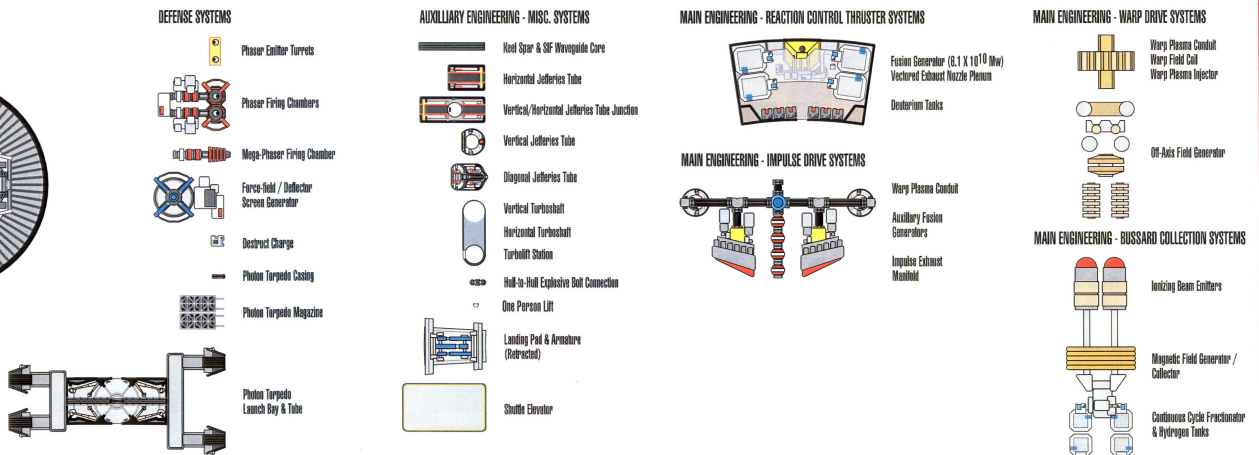 DEFENSE SYSTEMS
Phaser Emitter Turrets
Phaser Firing Chambers
Mega-Phaser Firing Chamber
Force-field / Deflector
Screen Generator
Destruct Charge
Photon Torpedo Casing
Photon Torpedo Magazine
Photon Torpedo
Launch Bay & Tube
AUXILLIARY ENGINEERING - MISC. SYSTEMS
Keel Spar & SIF Waveguide Core
Horizontal Jefferies Tube
Vertical/Horizontal Jefferies Tube Junction
Vertical Jefferies Tube
Diagonal Jefferies Tube
Vertical Turboshaft
Horizontal Turboshaft
Turbolift Station
Hull-to-Hull Explosive Bolt Connection
One Person Lift
Landing Pad & Armature
(Retracted)
Shuttle Elevator
MAIN ENGINEERING - REACTION CONTROL THRUSTER SYSTEMS
Fusion Generator (6.1 X 10^10 Mw)
Vectored Exhaust Nozzle Plenum
Deuterium Tanks
MAIN ENGINEERING - IMPULSE DRIVE SYSTEMS
Warp Plasma Conduit
Auxillary Fusion
Generators
Impulse Exhaust
Manifold
MAIN ENGINEERING - WARP DRIVE SYSTEMS
Warp Plasma Conduit
Warp Field Coil
Warp Plasma Injector
Off-Axis Field Generator
MAIN ENGINEERING - BUSSARD COLLECTION SYSTEMS
Ionizing Beam Emitters
Magnetic Field Generator /
Collector
Continuous Cycle Fractionator
& Hydrogen Tanks